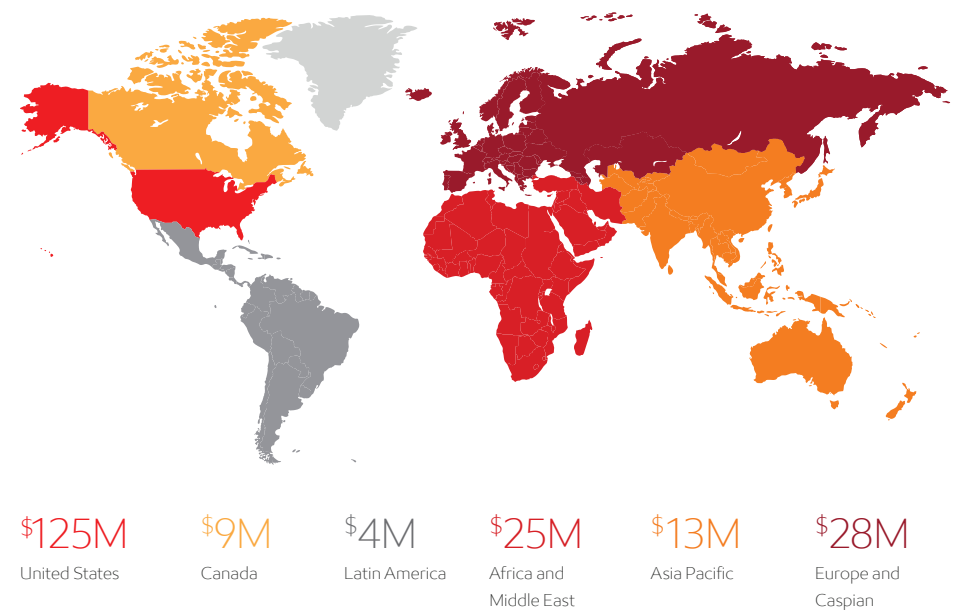 $125M
United States
$9M
Canada
$4M
Latin America
$25M
Africa and
Middle East
$13M
Asia Pacific
$28M
Europe and
Caspian